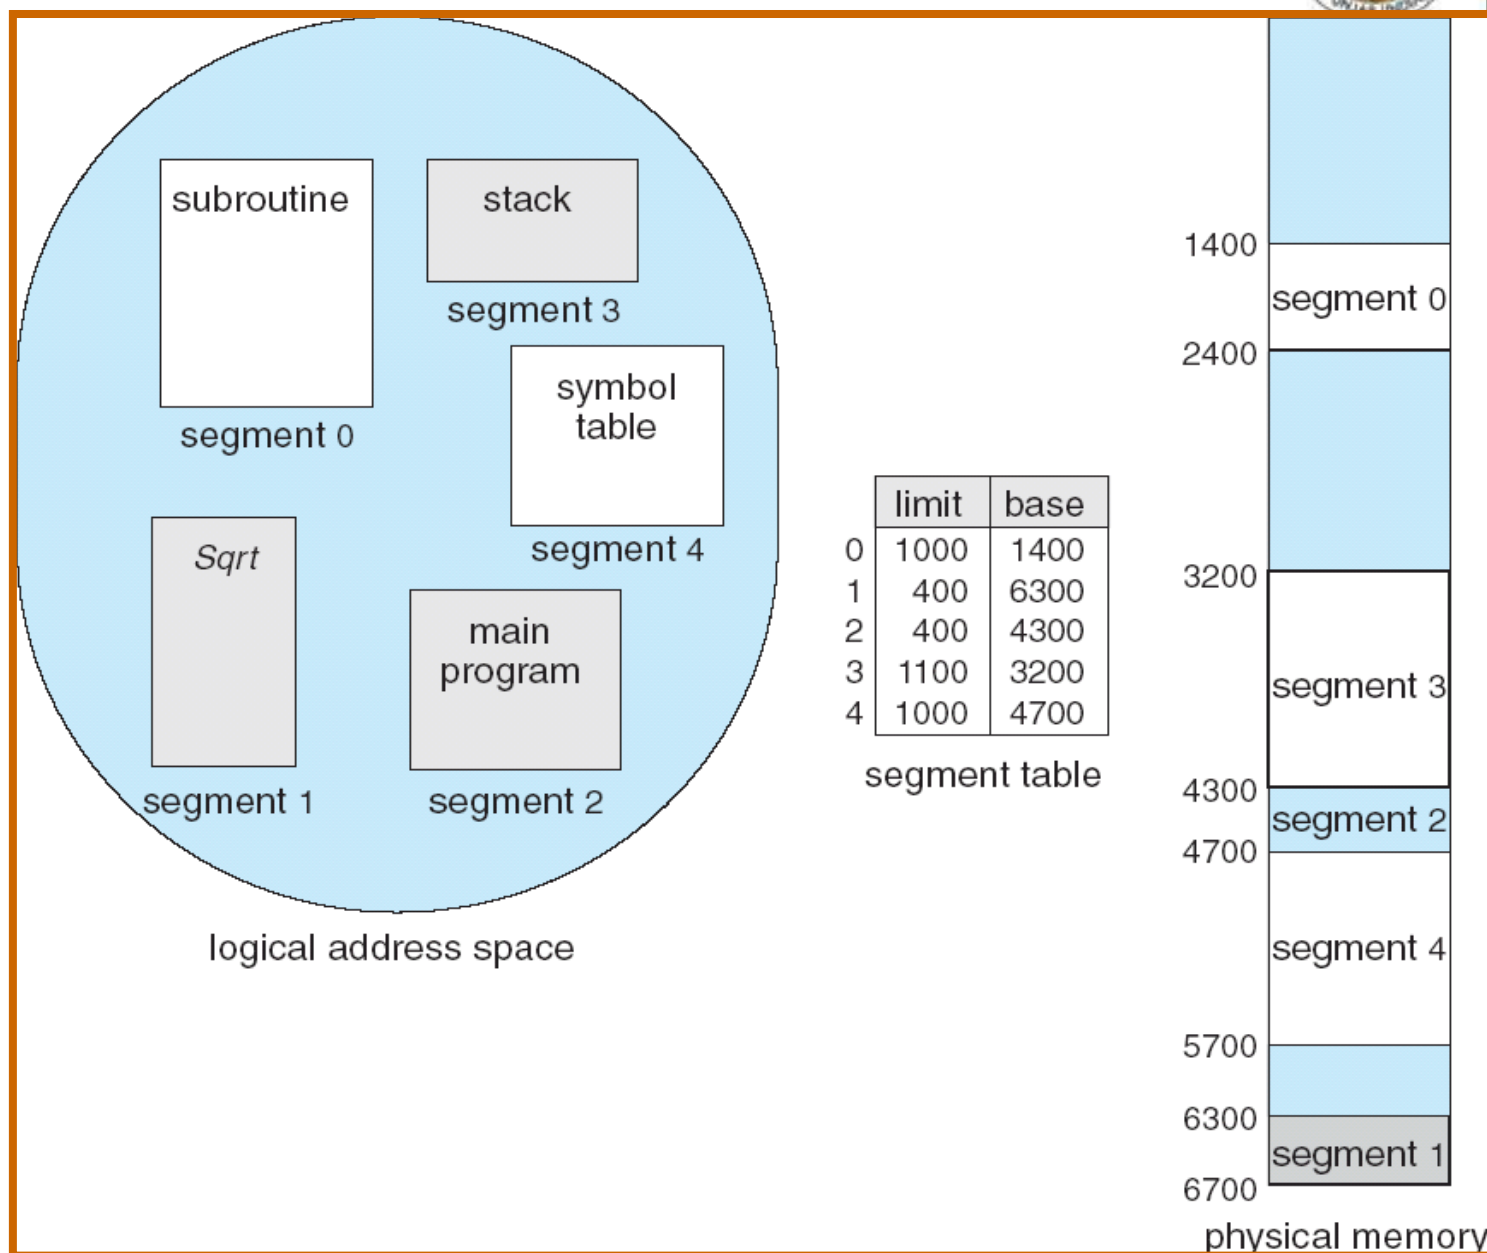 subroutine
segment 0
stack
segment 3
symbol
table
segment 4
Sqrt
segment 1
main
program
segment 2
logical address space
limit base
0 1000 1400
1 400 6300
2 400 4300
3 1100 3200
4 1000 4700
segment table
1400
segment 0
2400
3200
segment 3
4300
segment 2
4700
segment 4
5700
6300
segment 1
6700
physical memory